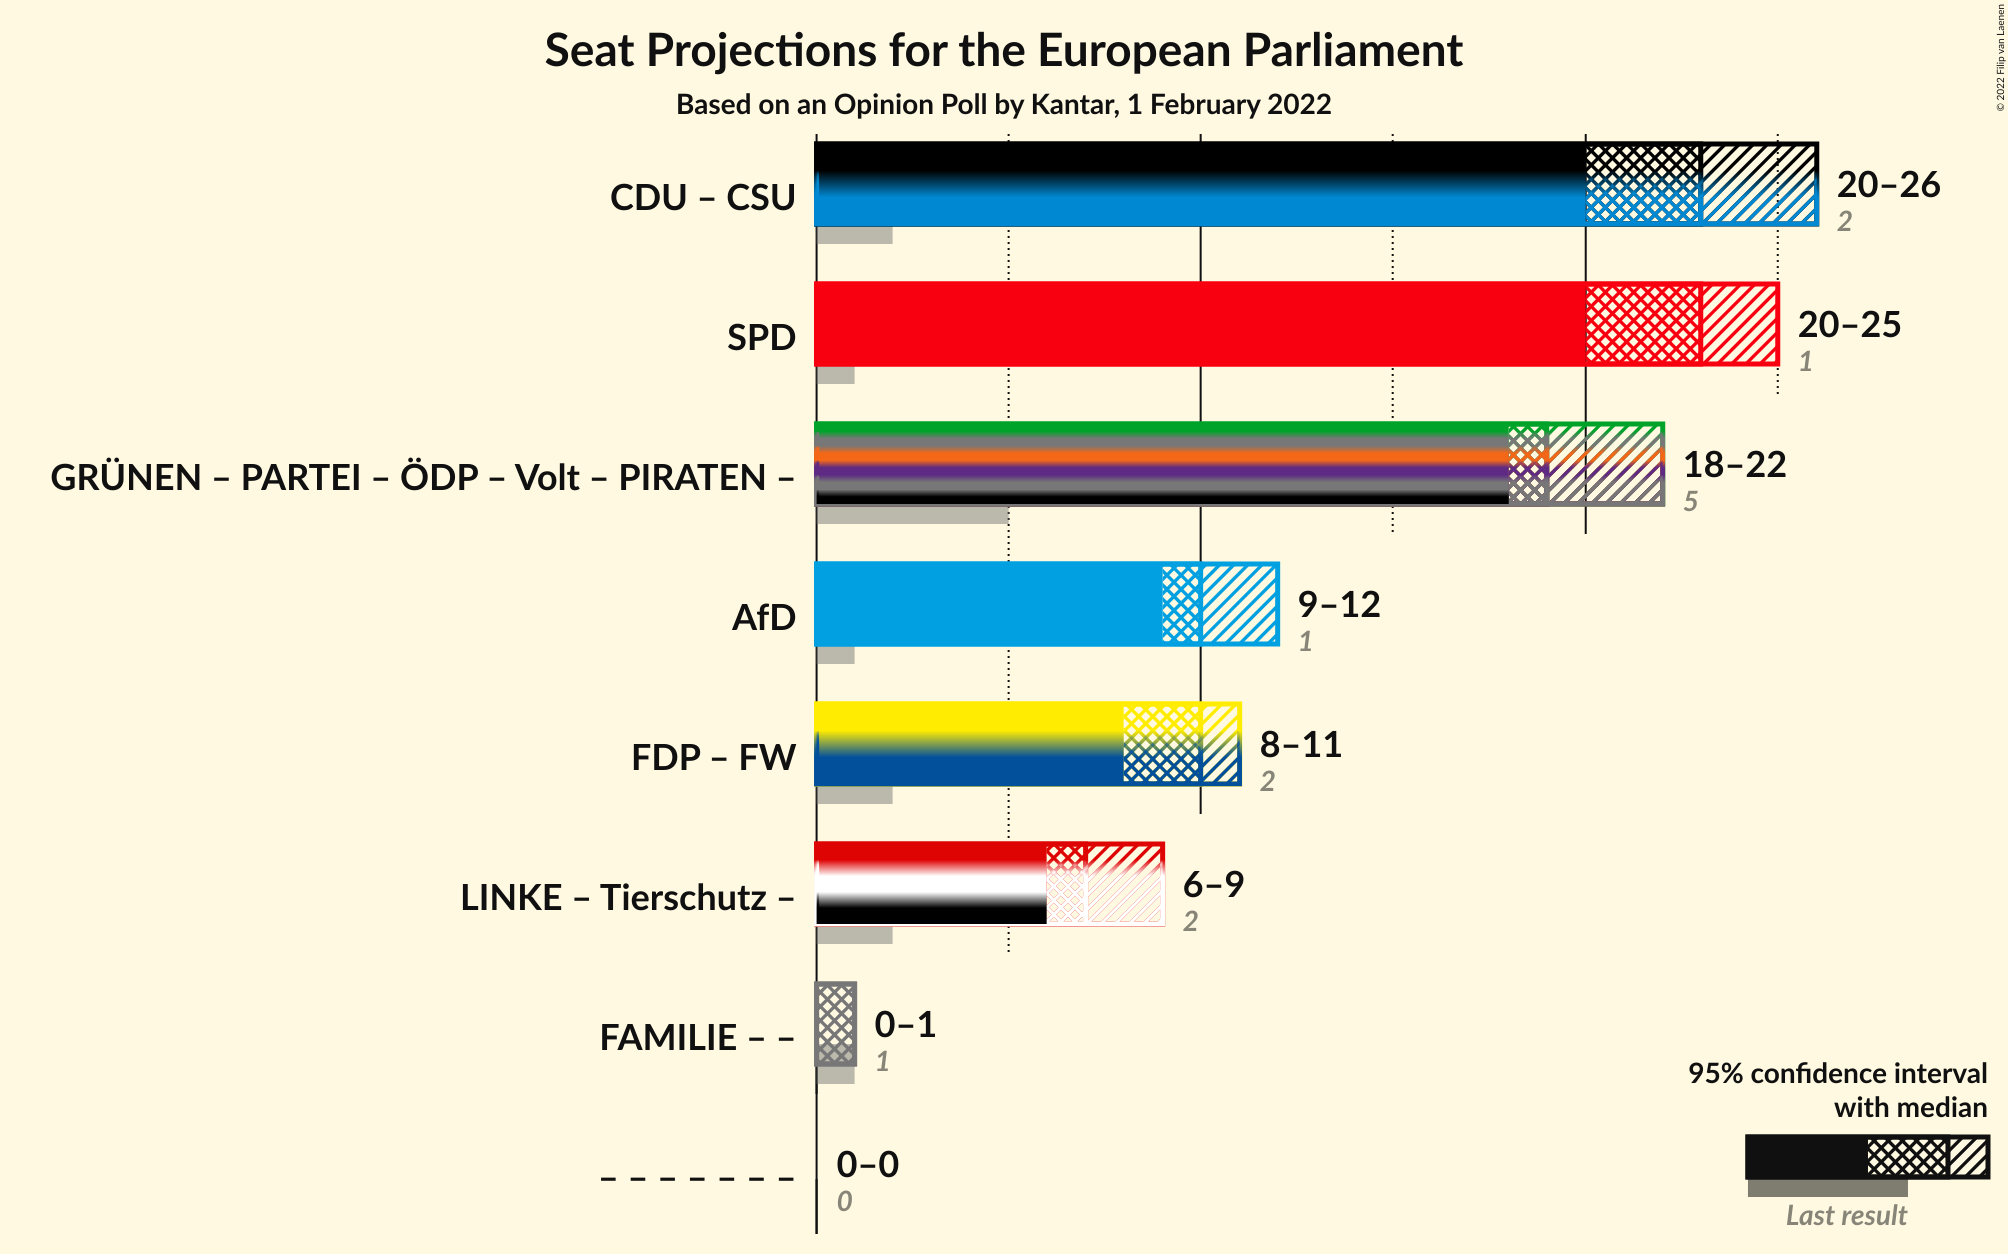 Seat Projections for the European Parliament
Based on an Opinion Poll by Kantar, 1 February 2022
© 2022 Filip van Laenen
CDU – CSU
20–26
2
SPD
20–25
1
GRÜNEN – PARTEI – ÖDP – Volt – PIRATEN –
18–22
5
AfD
9–12
1
FDP – FW
8–11
2
LINKE – Tierschutz –
6–9
2
FAMILIE – –
0–1
1
– – – – – – –
0–0
0
95% confidence interval
with median
Last result